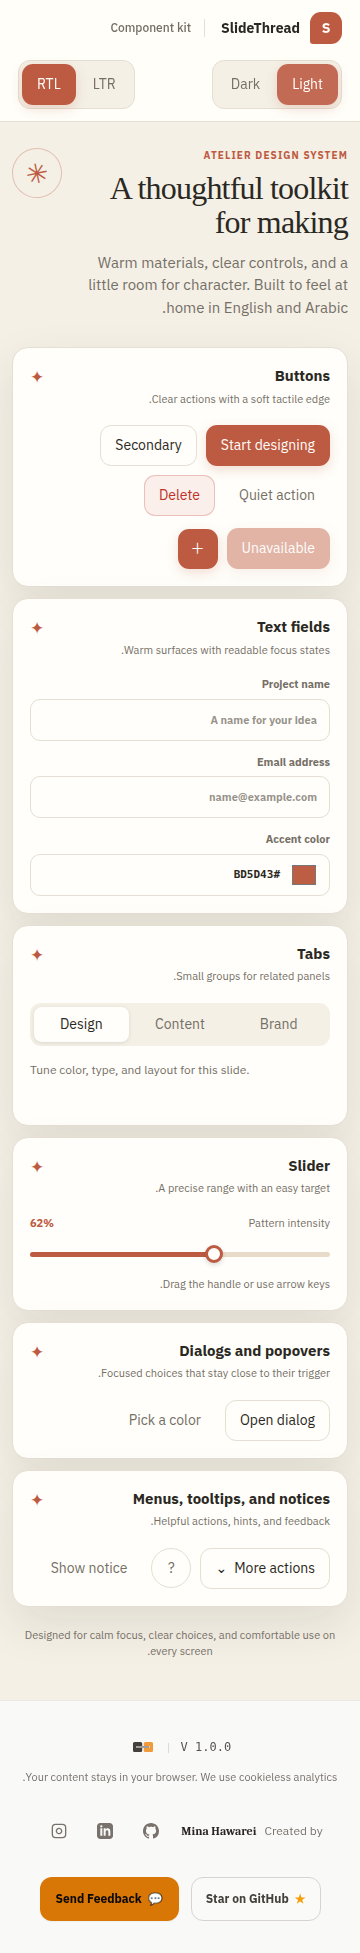 S SlideThread Component kit
Light Dark RTL LTR
ATELIER DESIGN SYSTEM
A thoughtful toolkit
for making
Warm materials, clear controls, and a
little room for character. Built to feel at
.home in English and Arabic
Buttons
.Clear actions with a soft tactile edge
Start designing Secondary
Quiet action Delete
Unavailable +
Text fields
.Warm surfaces with readable focus states
Project name
A name for your idea
Email address
name@example.com
Accent color
BD5D43#
Tabs
.Small groups for related panels
Design Content Brand
Tune color, type, and layout for this slide.
Slider
.A precise range with an easy target
Pattern intensity 62%
.Drag the handle or use arrow keys
Dialogs and popovers
.Focused choices that stay close to their trigger
Open dialog Pick a color
Menus, tooltips, and notices
.Helpful actions, hints, and feedback
More actions ? Show notice
Designed for calm focus, clear choices, and comfortable use on
.every screen
V 1.0.0
.Your content stays in your browser. We use cookieless analytics
Created by Mina Hawarei
Star on GitHub Send Feedback